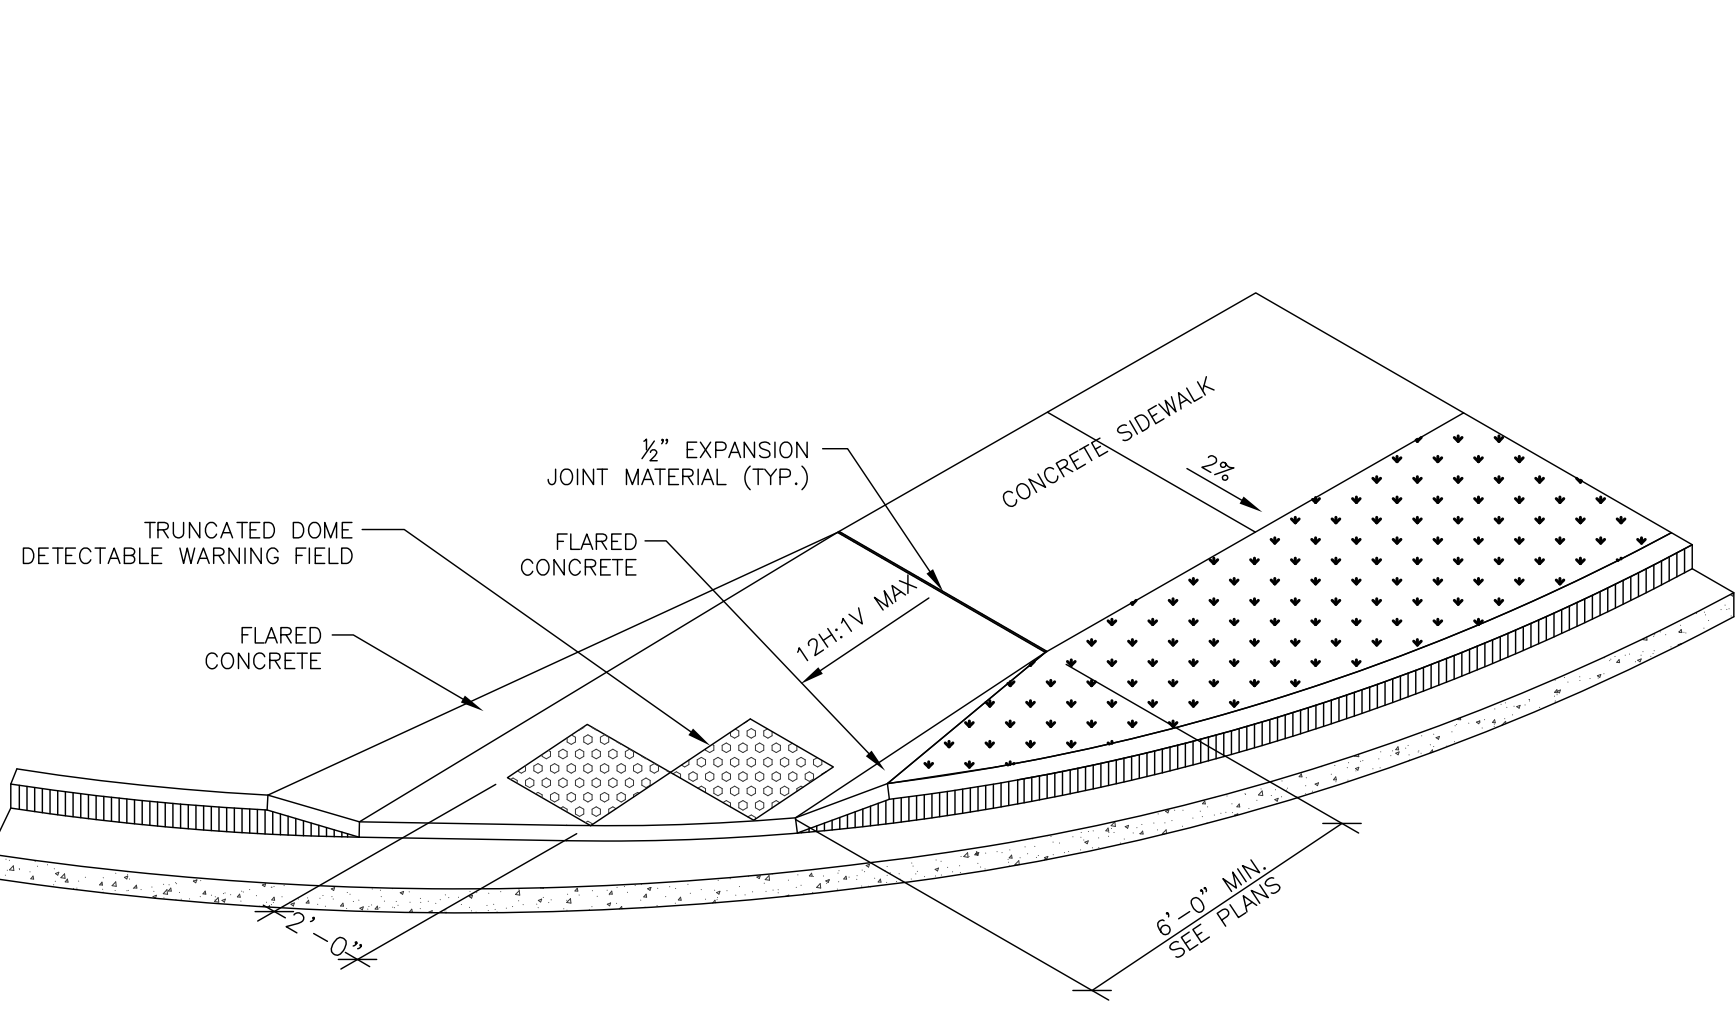 CONCRETE SIDEWALK
2%
½” EXPANSION
JOINT MATERIAL (TYP.)
TRUNCATED DOME
DETECTABLE WARNING FIELD
FLARED
CONCRETE
12H:1V MAX
FLARED
CONCRETE
2’-0”
6’-0” MIN.
SEE PLANS